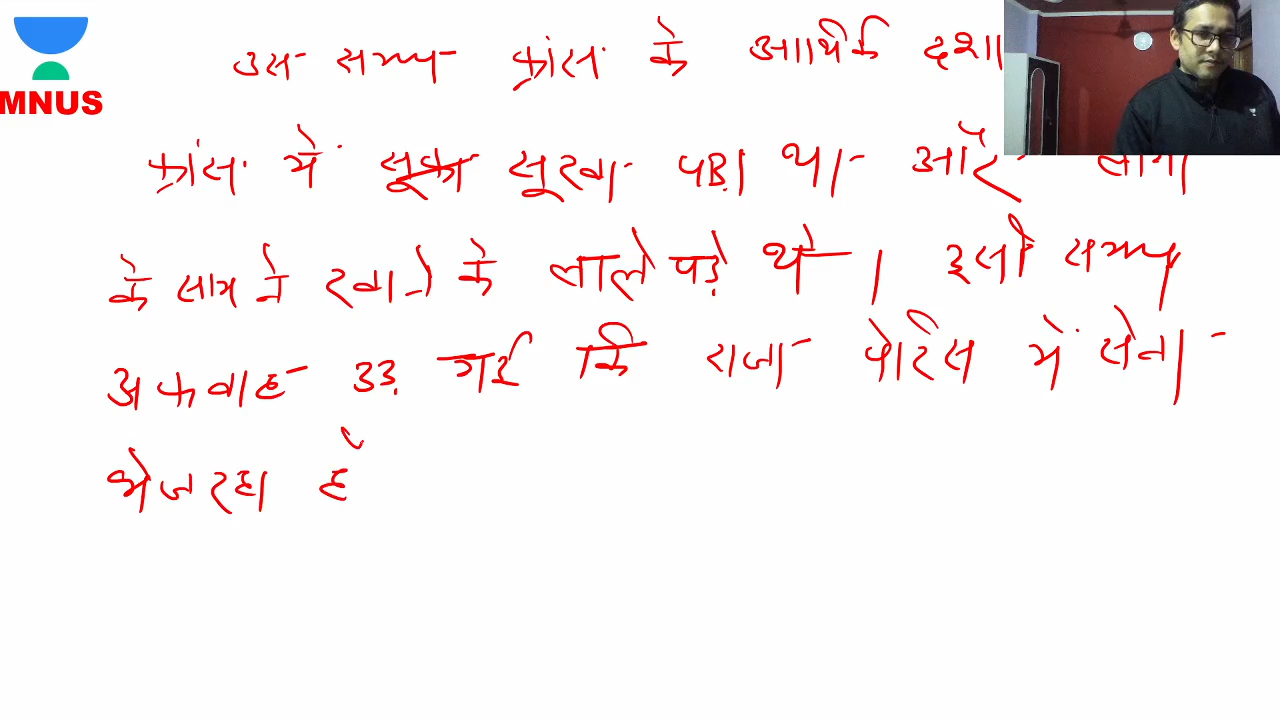 MNUS
उस समय फ्रांस के आर्थिक दशा
फ्रांस में सूखा पड़ा था और लोगों
के सामने खाने के लाले पड़े थे। इसी समय
अफवाह उड़ गई कि राजा पेरिस में सेना
भेज रहा है